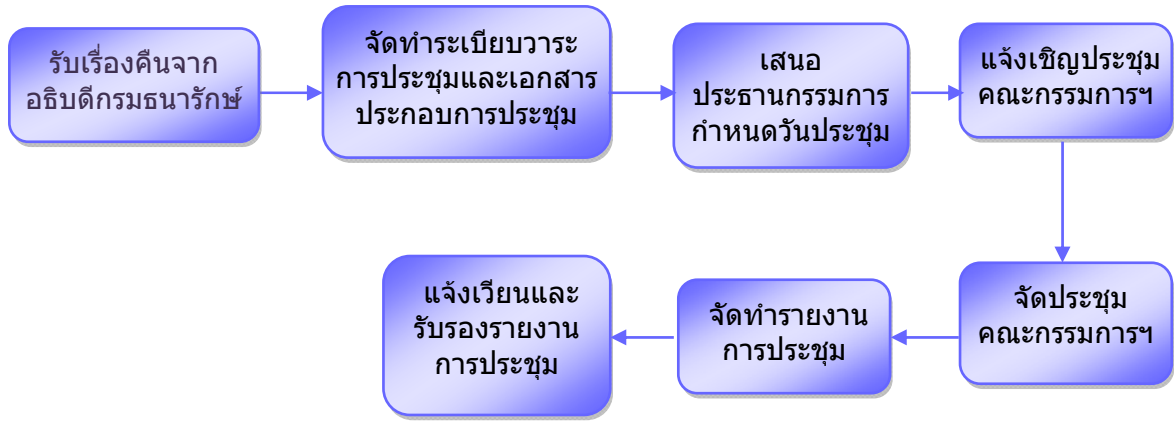 รับเรื่องคืนจาก
อธิบดีกรมธนารักษ์
จัดทำระเบียบวาระ
การประชุมและเอกสาร
ประกอบการประชุม
เสนอ
ประธานกรรมการ
กำหนดวันประชุม
แจ้งเชิญประชุม
คณะกรรมการฯ
จัดประชุม
คณะกรรมการฯ
จัดทำรายงาน
การประชุม
แจ้งเวียนและ
รับรองรายงาน
การประชุม